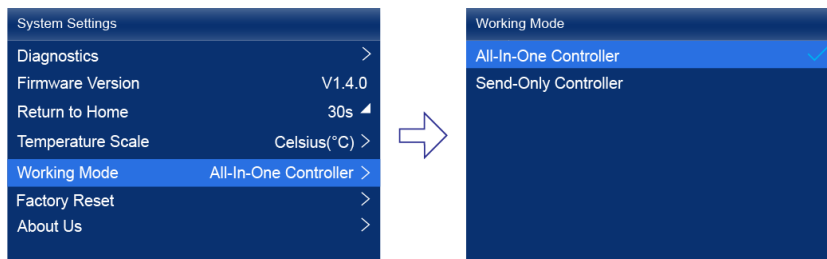 System Settings
Diagnostics >
Firmware Version V1.4.0
Return to Home 30s
Temperature Scale Celsius(°C) >
Working Mode All-In-One Controller >
Factory Reset >
About Us >
Working Mode
All-In-One Controller
Send-Only Controller